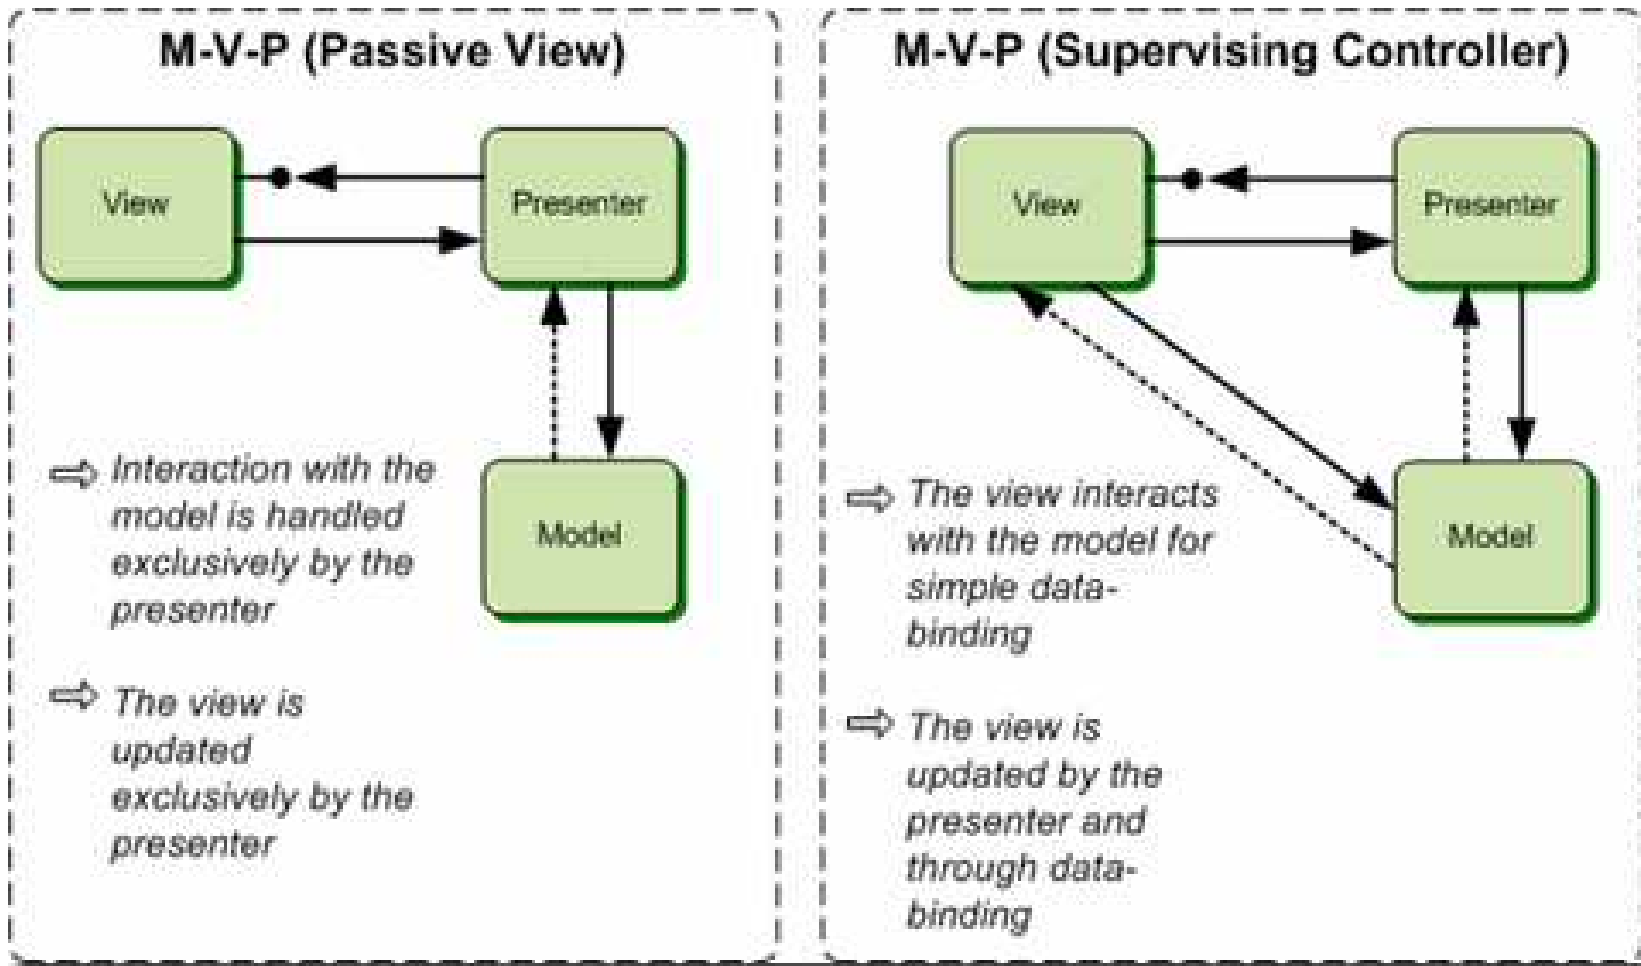 M-V-P (Passive View)
View
Presenter
Model
Interaction with the
model is handled
exclusively by the
presenter
The view is
updated
exclusively by the
presenter
M-V-P (Supervising Controller)
View
Presenter
Model
The view interacts
with the model for
simple data-
binding
The view is
updated by the
presenter and
through data-
binding